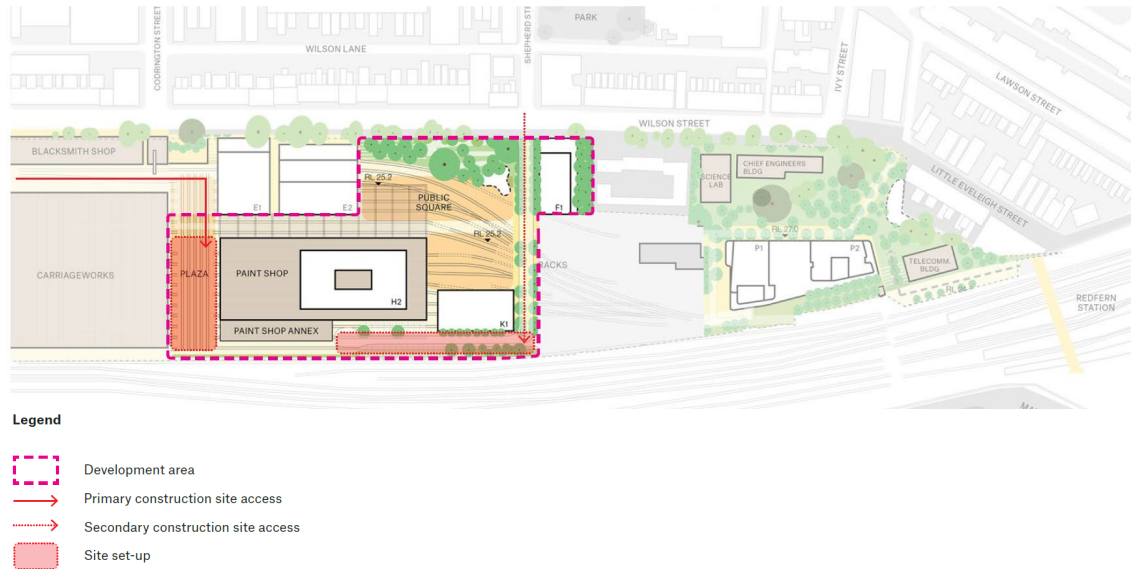 CODRINGTON STREET
WILSON LANE
SHEPHERD ST
PARK
IVY STREET
LAWSON STREET
WILSON STREET
BLACKSMITH SHOP
LITTLE EVELEIGH STREET
RL 25.2
PUBLIC
SQUARE
E1
E2
F1
SCIENCE
LAB
CHIEF ENGINEERS
BLDG
RL 25.2
RL 27.0
CARRIAGEWORKS
PLAZA
PAINT SHOP
H2
K1
P1
P2
TELECOMM.
BLDG
PAINT SHOP ANNEX
REDFERN
STATION
Legend
Development area
Primary construction site access
Secondary construction site access
Site set-up